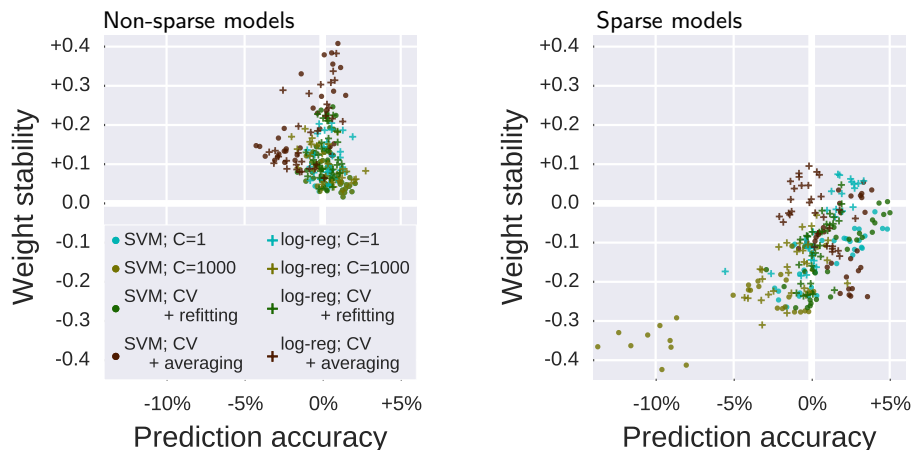 Non-sparse models
Sparse models
Weight stability
+0.4
+0.3
+0.2
+0.1
0.0
-0.1
-0.2
-0.3
-0.4
SVM; C=1
log-reg; C=1
SVM; C=1000
log-reg; C=1000
SVM; CV
+ refitting
log-reg; CV
+ refitting
SVM; CV
+ averaging
log-reg; CV
+ averaging
-10%
-5%
0%
+5%
Prediction accuracy
Weight stability
+0.4
+0.3
+0.2
+0.1
0.0
-0.1
-0.2
-0.3
-0.4
-10%
-5%
0%
+5%
Prediction accuracy